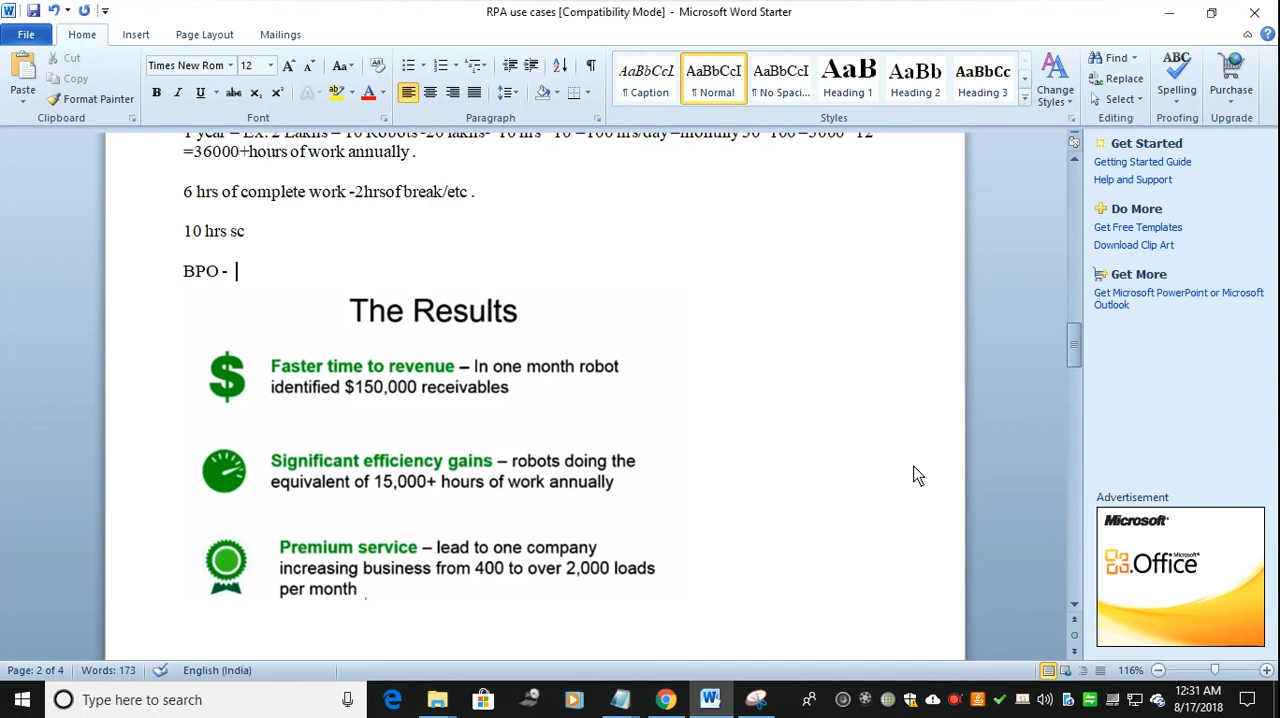 RPA use cases [Compatibility Mode] - Microsoft Word Starter
File Home Insert Page Layout Mailings
Paste
Cut
Copy
Format Painter
Clipboard
Times New Rom 12
Font
Paragraph
AaBbCcI AaBbCcI AaBbCcI AaB AaBb AaBbCc
¶ Caption ¶ Normal ¶ No Spaci... Heading 1 Heading 2 Heading 3
Styles
Change
Styles
Find
Replace
Select
Editing
ABC
Spelling
Proofing
Purchase
Upgrade
=36000+hours of work annually .
6 hrs of complete work -2hrsof break/etc .
10 hrs sc
BPO -
The Results
Faster time to revenue – In one month robot
identified $150,000 receivables
Significant efficiency gains – robots doing the
equivalent of 15,000+ hours of work annually
Premium service – lead to one company
increasing business from 400 to over 2,000 loads
per month
Get Started
Getting Started Guide
Help and Support
Do More
Get Free Templates
Download Clip Art
Get More
Get Microsoft PowerPoint or Microsoft
Outlook
Advertisement
Microsoft®
Office
Page: 2 of 4 Words: 173 English (India) 116%
Type here to search
12:31 AM
8/17/2018